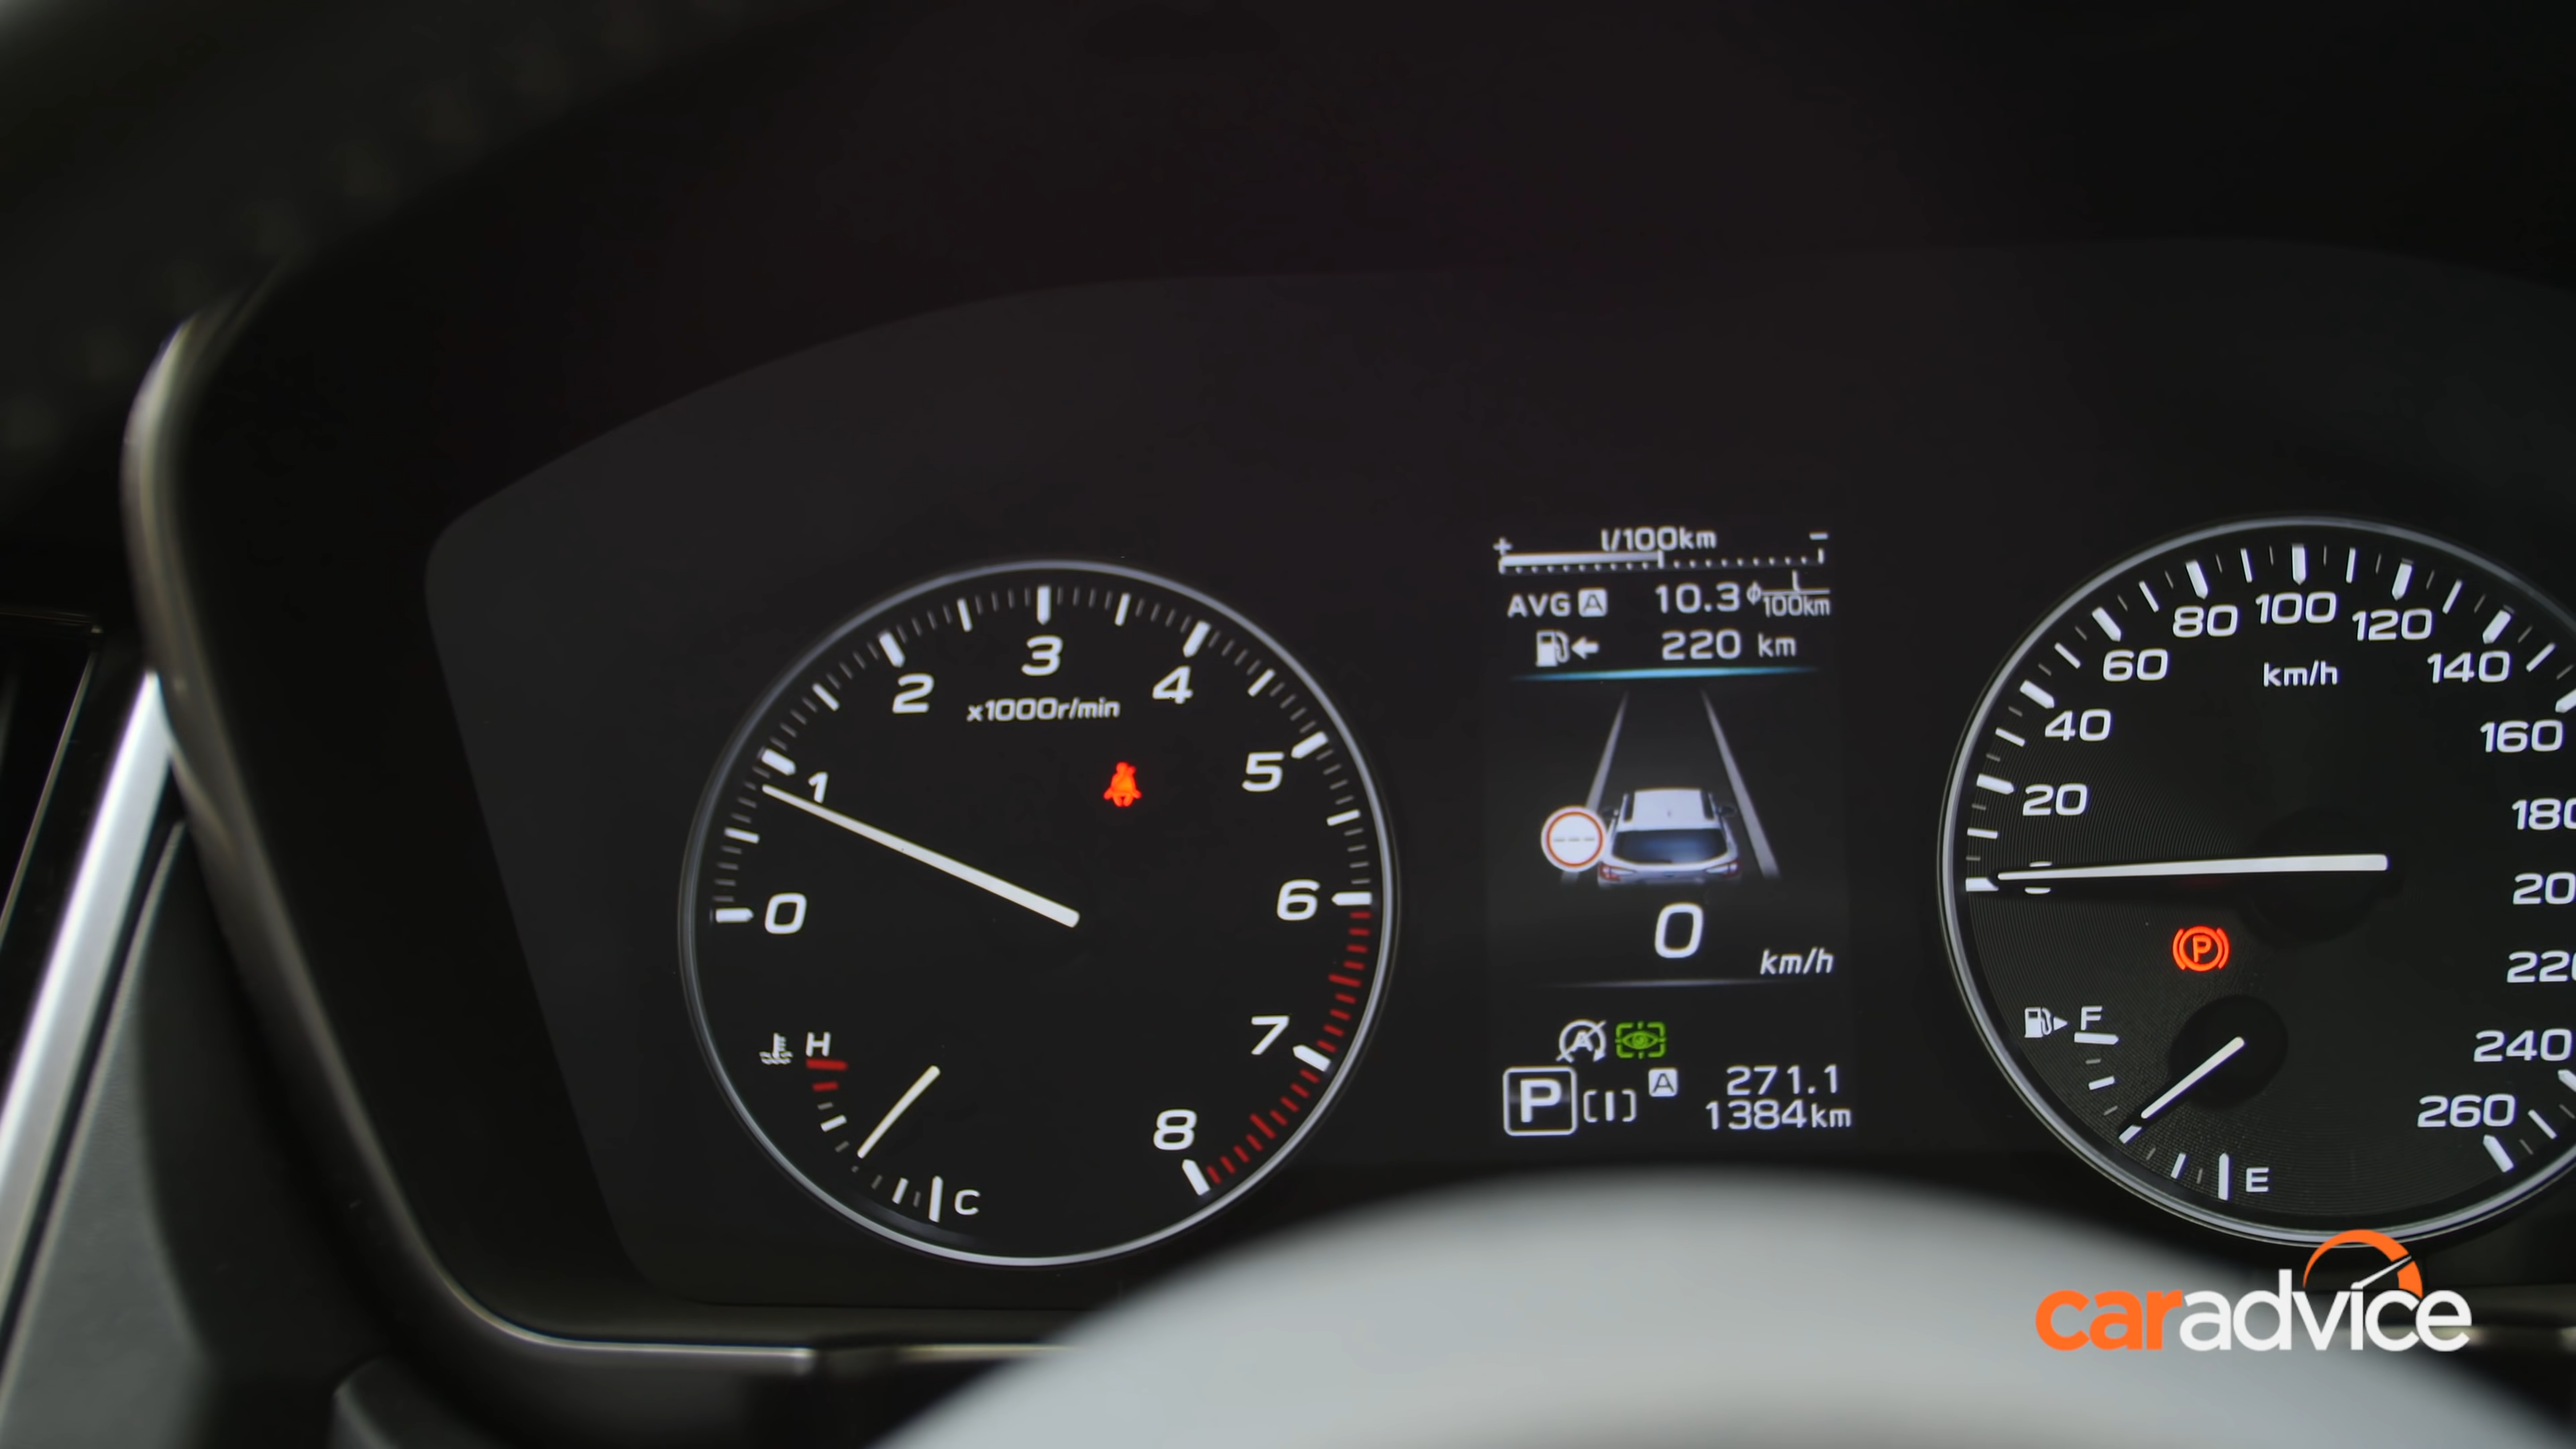 0
1
2
3
4
5
6
7
8
x1000r/min
H
C
+ l/100km -
AVG A 10.3 ϕ l/100km
220 km
---
0
km/h
A
P [I] A 271.1
1384km
20
40
60
80
100
120
140
160
240
260
km/h
P
F
E
caradvice